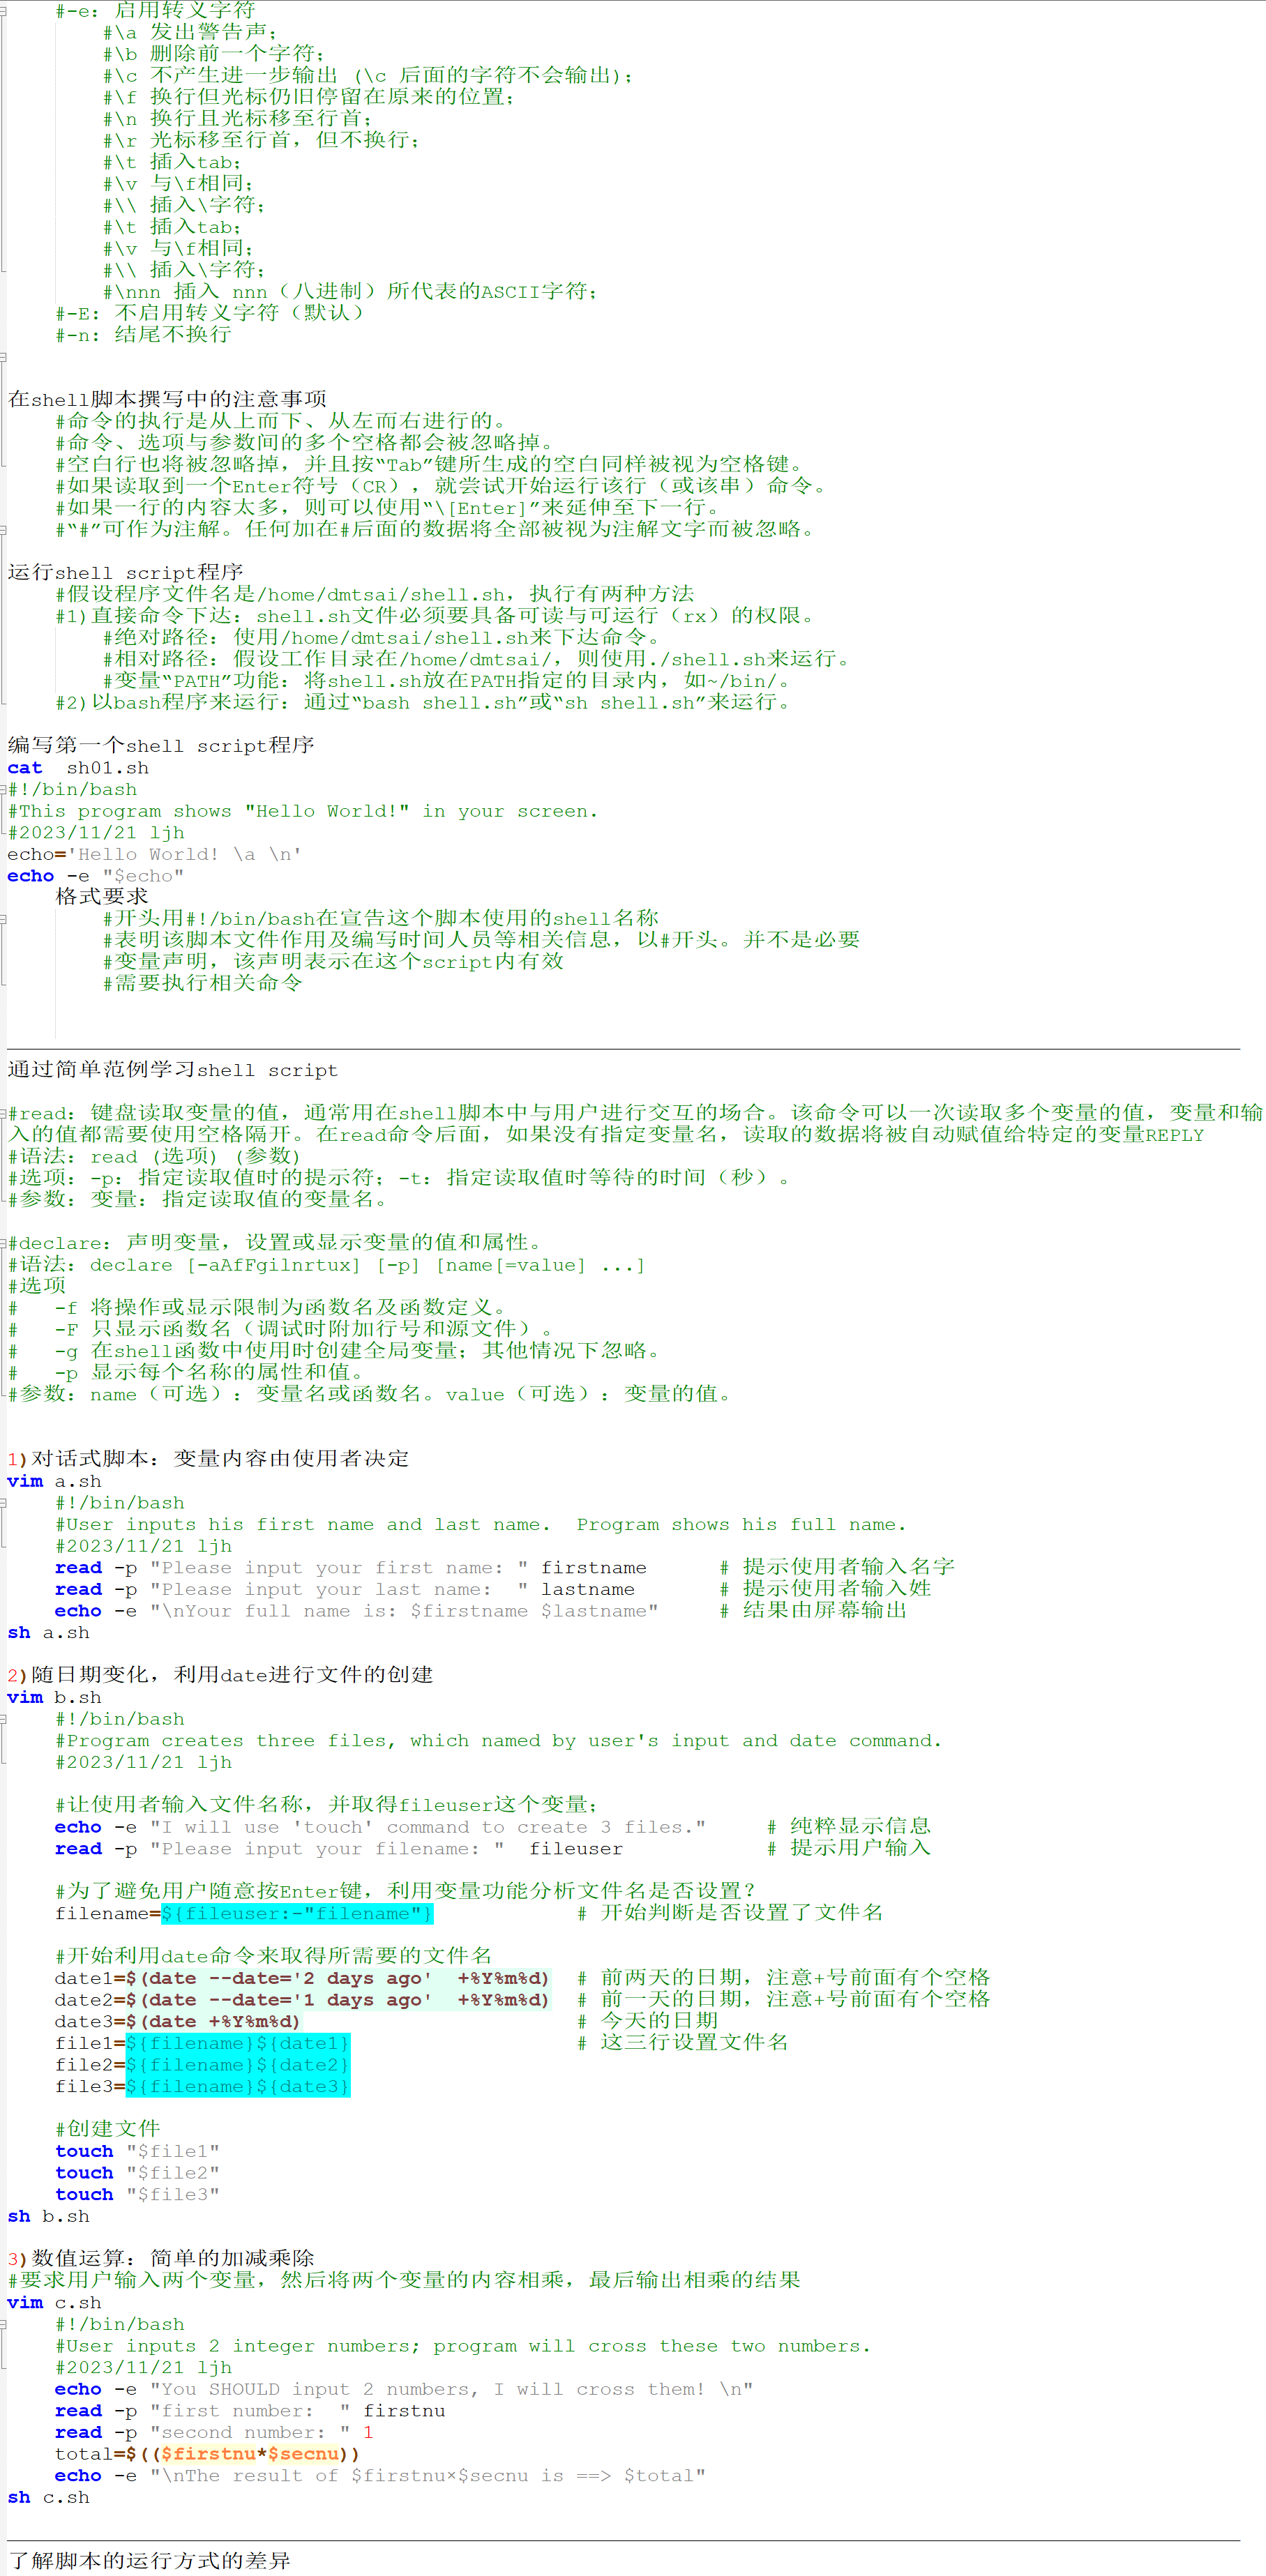 #-e: 启用转义字符
#\a 发出警告声;
#\b 删除前一个字符;
#\c 不产生进一步输出 (\c 后面的字符不会输出);
#\f 换行但光标仍旧停留在原来的位置;
#\n 换行且光标移至行首;
#\r 光标移至行首，但不换行;
#\t 插入tab;
#\v 与\f相同;
#\\ 插入\字符;
#\t 插入tab;
#\v 与\f相同;
#\\ 插入\字符;
#\nnn 插入 nnn（八进制）所代表的ASCII字符;
#-E: 不启用转义字符（默认）
#-n: 结尾不换行
在shell脚本撰写中的注意事项
#命令的执行是从上而下、从左而右进行的。
#命令、选项与参数间的多个空格都会被忽略掉。
#空白行也将被忽略掉，并且按“Tab”键所生成的空白同样被视为空格键。
#如果读取到一个Enter符号（CR），就尝试开始运行该行（或该串）命令。
#如果一行的内容太多，则可以使用“\[Enter]”来延伸至下一行。
#“#”可作为注解。任何加在#后面的数据将全部被视为注解文字而被忽略。
运行shell script程序
#假设程序文件名是/home/dmtsai/shell.sh，执行有两种方法
#1)直接命令下达：shell.sh文件必须要具备可读与可运行（rx）的权限。
#绝对路径：使用/home/dmtsai/shell.sh来下达命令。
#相对路径：假设工作目录在/home/dmtsai/，则使用./shell.sh来运行。
#变量“PATH”功能：将shell.sh放在PATH指定的目录内，如~/bin/。
#2)以bash程序来运行：通过“bash shell.sh”或“sh shell.sh”来运行。
编写第一个shell script程序
cat  sh01.sh
#!/bin/bash
#This program shows "Hello World!" in your screen.
#2023/11/21 ljh
echo='Hello World! \a \n'
echo -e "$echo"
格式要求
#开头用#!/bin/bash在宣告这个脚本使用的shell名称
#表明该脚本文件作用及编写时间人员等相关信息，以#开头。并不是必要
#变量声明，该声明表示在这个script内有效
#需要执行相关命令
通过简单范例学习shell script
#read：键盘读取变量的值，通常用在shell脚本中与用户进行交互的场合。该命令可以一次读取多个变量的值，变量和输
入的值都需要使用空格隔开。在read命令后面，如果没有指定变量名，读取的数据将被自动赋值给特定的变量REPLY
#语法：read (选项) (参数)
#选项：-p：指定读取值时的提示符；-t：指定读取值时等待的时间（秒）。
#参数：变量：指定读取值的变量名。
#declare：声明变量，设置或显示变量的值和属性。
#语法：declare [-aAfFgilnrtux] [-p] [name[=value] ...]
#选项
#   -f 将操作或显示限制为函数名及函数定义。
#   -F 只显示函数名（调试时附加行号和源文件）。
#   -g 在shell函数中使用时创建全局变量；其他情况下忽略。
#   -p 显示每个名称的属性和值。
#参数：name（可选）：变量名或函数名。value（可选）：变量的值。
1)对话式脚本：变量内容由使用者决定
vim a.sh
#!/bin/bash
#User inputs his first name and last name.  Program shows his full name.
#2023/11/21 ljh
read -p "Please input your first name: " firstname      # 提示使用者输入名字
read -p "Please input your last name:  " lastname       # 提示使用者输入姓
echo -e "\nYour full name is: $firstname $lastname"     # 结果由屏幕输出
sh a.sh
2)随日期变化，利用date进行文件的创建
vim b.sh
#!/bin/bash
#Program creates three files, which named by user's input and date command.
#2023/11/21 ljh
#让使用者输入文件名称，并取得fileuser这个变量;
echo -e "I will use 'touch' command to create 3 files."     # 纯粹显示信息
read -p "Please input your filename: "  fileuser            # 提示用户输入
#为了避免用户随意按Enter键，利用变量功能分析文件名是否设置?
filename=${fileuser:-"filename"}            # 开始判断是否设置了文件名
#开始利用date命令来取得所需要的文件名
date1=$(date --date='2 days ago'  +%Y%m%d)  # 前两天的日期，注意+号前面有个空格
date2=$(date --date='1 days ago'  +%Y%m%d)  # 前一天的日期，注意+号前面有个空格
date3=$(date +%Y%m%d)                       # 今天的日期
file1=${filename}${date1}                   # 这三行设置文件名
file2=${filename}${date2}
file3=${filename}${date3}
#创建文件
touch "$file1"
touch "$file2"
touch "$file3"
sh b.sh
3)数值运算：简单的加减乘除
#要求用户输入两个变量，然后将两个变量的内容相乘，最后输出相乘的结果
vim c.sh
#!/bin/bash
#User inputs 2 integer numbers; program will cross these two numbers.
#2023/11/21 ljh
echo -e "You SHOULD input 2 numbers, I will cross them! \n"
read -p "first number:  " firstnu
read -p "second number: " 1
total=$(($firstnu*$secnu))
echo -e "\nThe result of $firstnu×$secnu is ==> $total"
sh c.sh
了解脚本的运行方式的差异